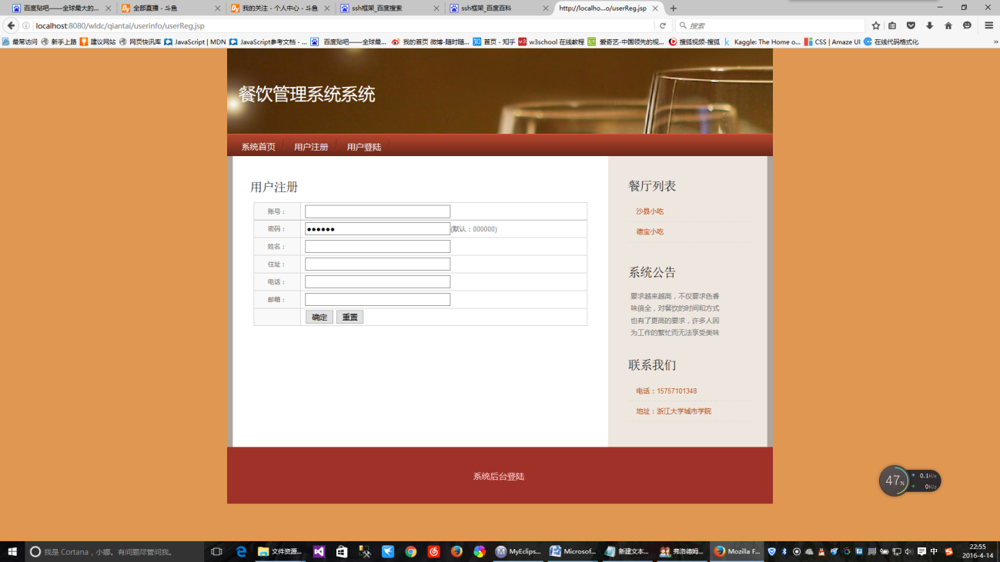 百度贴吧——全球最大的...
全部直播 - 斗鱼
我的关注 - 个人中心 - 斗鱼
ssh框架_百度搜索
ssh框架_百度百科
http://localho...o/userReg.jsp
localhost:8080/wldc/qiantai/userinfo/userReg.jsp
搜索
最常访问 新手上路 建议网站 网页快讯库 JavaScript | MDN JavaScript参考文档 - ... 百度贴吧——全球最... 我的首页 微博-随时随... 首页 - 知乎 w3school 在线教程 爱奇艺-中国领先的视... 搜狐视频-搜狐 Kaggle: The Home o... CSS | Amaze UI 在线代码格式化
餐饮管理系统系统
系统首页 用户注册 用户登陆
用户注册
账号：
密码： ●●●●●● (默认：000000)
姓名：
住址：
电话：
邮箱：
确定 重置
餐厅列表
沙县小吃
德宝小吃
系统公告
要求越来越高，不仅要求色香
味俱全，对餐饮的时间和方式
也有了更高的要求，许多人因
为工作的繁忙而无法享受美味
联系我们
电话：15757101348
地址：浙江大学城市学院
系统后台登陆
47%
0.1K/s
0K/s
我是 Cortana，小娜。有问题尽管问我。
文件资源...
MyEclips...
Microsof...
新建文本...
弗洛德姆...
Mozilla F...
中
22:55
2016-4-14